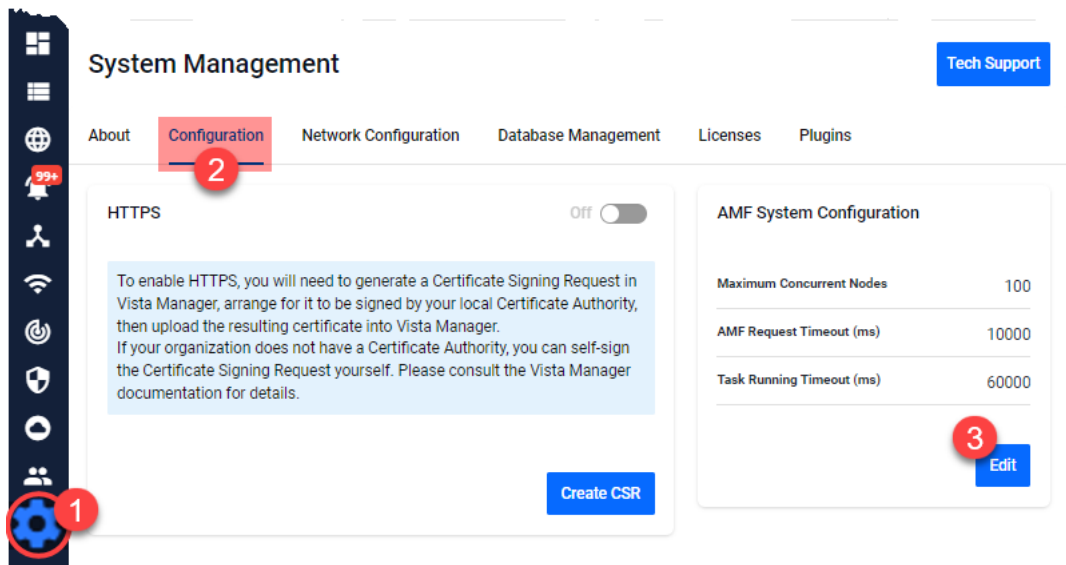 System Management
Tech Support
About Configuration Network Configuration Database Management Licenses Plugins
2
99+
HTTPS
Off
To enable HTTPS, you will need to generate a Certificate Signing Request in
Vista Manager, arrange for it to be signed by your local Certificate Authority,
then upload the resulting certificate into Vista Manager.
If your organization does not have a Certificate Authority, you can self-sign
the Certificate Signing Request yourself. Please consult the Vista Manager
documentation for details.
Create CSR
AMF System Configuration
Maximum Concurrent Nodes 100
AMF Request Timeout (ms) 10000
Task Running Timeout (ms) 60000
3
Edit
1